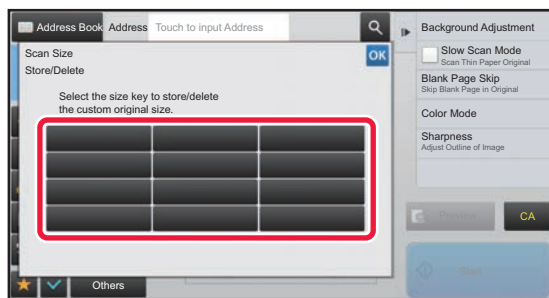 Address Book Address Touch to input Address
Scan Size
OK
Store/Delete
Select the size key to store/delete
the custom original size.
Others
Background Adjustment
Slow Scan Mode
Scan Thin Paper Original
Blank Page Skip
Skip Blank Page in Original
Color Mode
Sharpness
Adjust Outline of Image
Preview
CA
Start